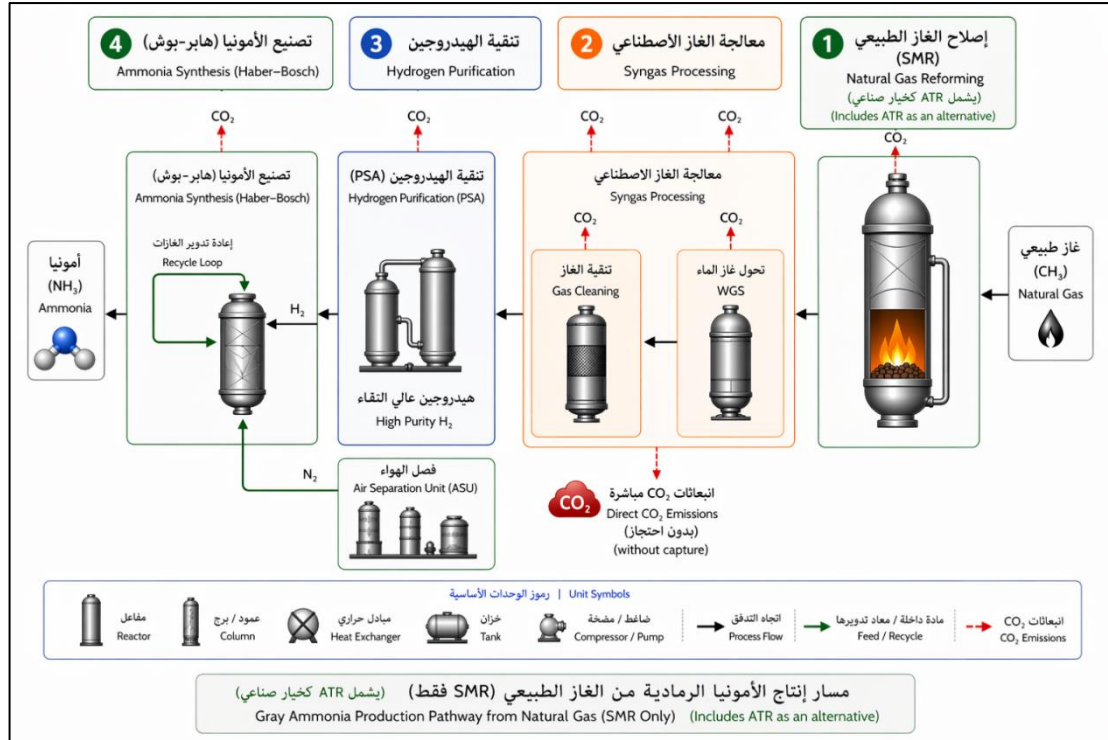 1
إصلاح الغاز الطبيعي
(SMR)
Natural Gas Reforming
(يشمل ATR كخيار صناعي)
(Includes ATR as an alternative)
2
معالجة الغاز الأصطناعي
Syngas Processing
3
تنقية الهيدروجين
Hydrogen Purification
4
تصنيع الأمونيا (هابر-بوش)
Ammonia Synthesis (Haber–Bosch)
CO₂
CO₂
CO₂
CO₂
CO₂
غاز طبيعي
(CH₃)
Natural Gas
معالجة الغاز الاصطناعي
Syngas Processing
CO₂
CO₂
تحول غاز الماء
WGS
تنقية الغاز
Gas Cleaning
CO₂
انبعاثات CO₂ مباشرة
Direct CO₂ Emissions
(بدون احتجاز)
(without capture)
تنقية الهيدروجين (PSA)
Hydrogen Purification (PSA)
هيدروجين عالي النقاء
High Purity H₂
H₂
تصنيع الأمونيا (هابر-بوش)
Ammonia Synthesis (Haber–Bosch)
إعادة تدوير الغازات
Recycle Loop
أمونيا
(NH₃)
Ammonia
N₂
فصل الهواء
Air Separation Unit (ASU)
رموز الوحدات الأساسية | Unit Symbols
مفاعل
Reactor
عمود / برج
Column
مبادل حراري
Heat Exchanger
خزان
Tank
ضاغط / مضخة
Compressor / Pump
اتجاه التدفق
Process Flow
مادة داخلة / معاد تدويرها
Feed / Recycle
انبعاثات CO₂
CO₂ Emissions
مسار إنتاج الأمونيا الرمادية من الغاز الطبيعي (SMR فقط) (يشمل ATR كخيار صناعي)
Gray Ammonia Production Pathway from Natural Gas (SMR Only) (Includes ATR as an alternative)